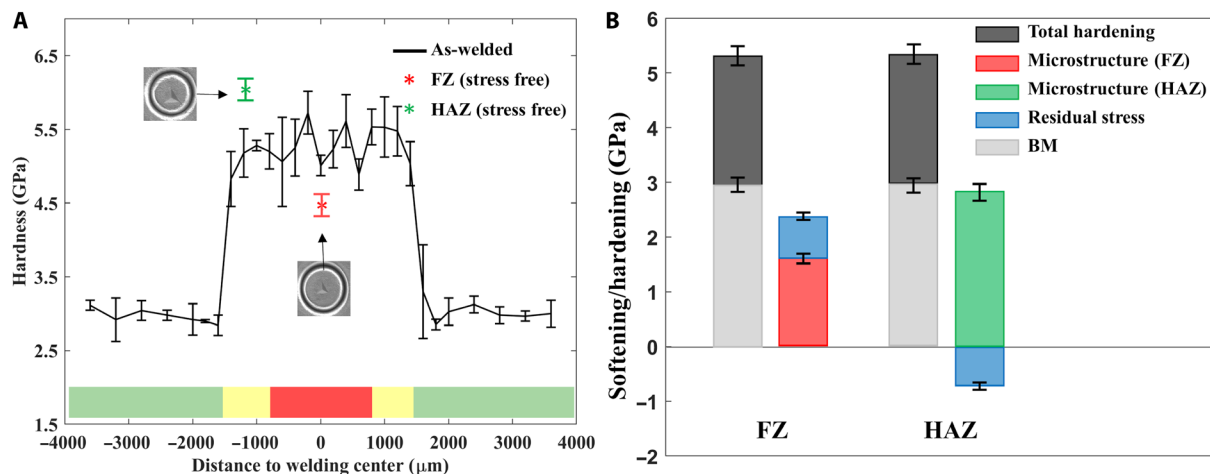 A
Hardness (GPa)
6.5
5.5
4.5
3.5
2.5
1.5
As-welded
FZ (stress free)
HAZ (stress free)
−4000 −3000 −2000 −1000 0 1000 2000 3000 4000
Distance to welding center (μm)
B
Softening/hardening (GPa)
6
5
4
3
2
1
0
−1
−2
Total hardening
Microstructure (FZ)
Microstructure (HAZ)
Residual stress
BM
FZ HAZ